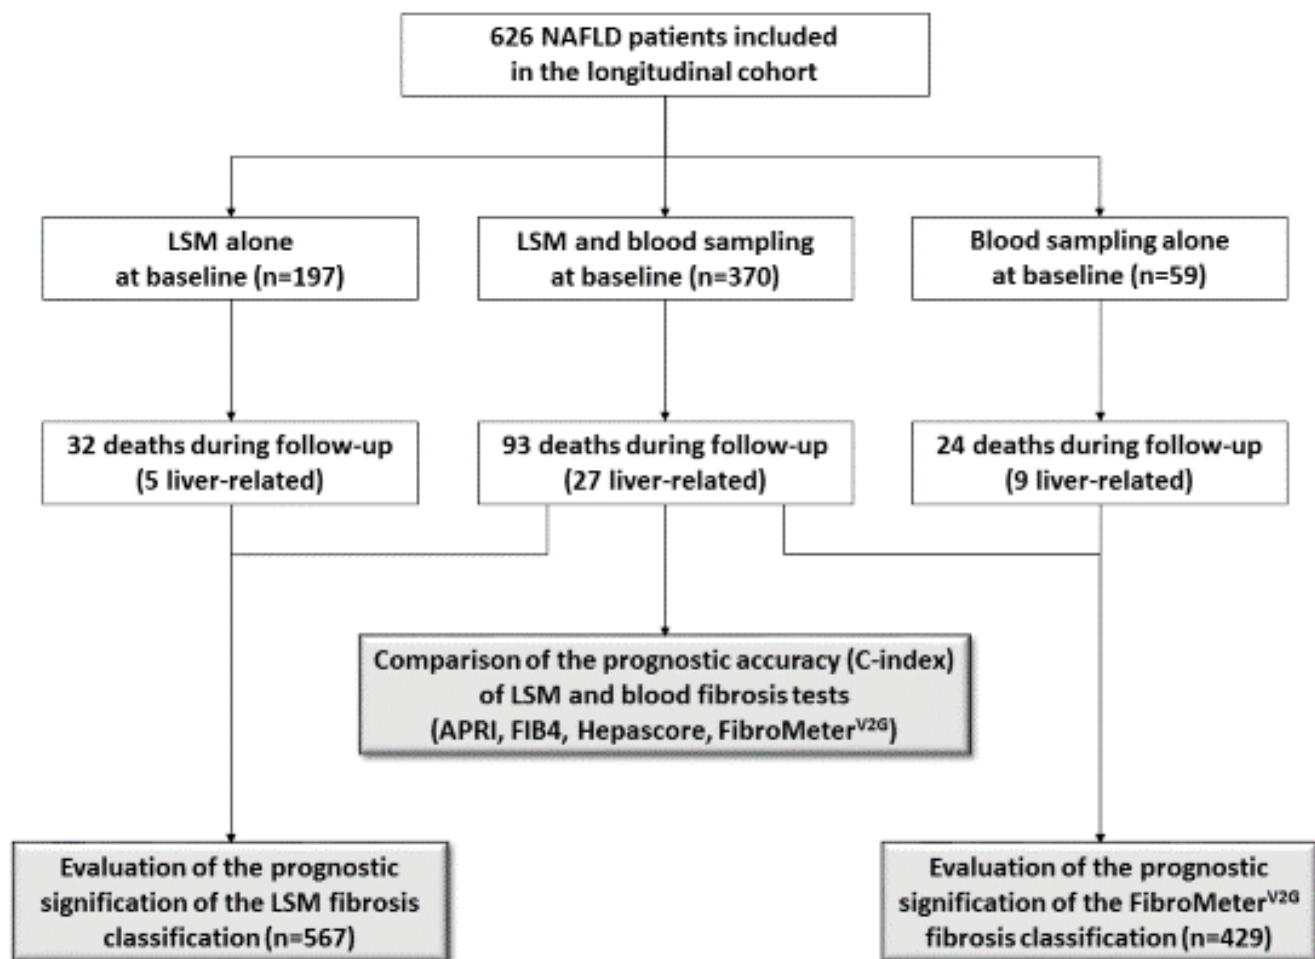 626 NAFLD patients included
in the longitudinal cohort
LSM alone
at baseline (n=197)
LSM and blood sampling
at baseline (n=370)
Blood sampling alone
at baseline (n=59)
32 deaths during follow-up
(5 liver-related)
93 deaths during follow-up
(27 liver-related)
24 deaths during follow-up
(9 liver-related)
Comparison of the prognostic accuracy (C-index)
of LSM and blood fibrosis tests
(APRI, FIB4, Hepascore, FibroMeterV2G)
Evaluation of the prognostic
signification of the LSM fibrosis
classification (n=567)
Evaluation of the prognostic
signification of the FibroMeterV2G
fibrosis classification (n=429)